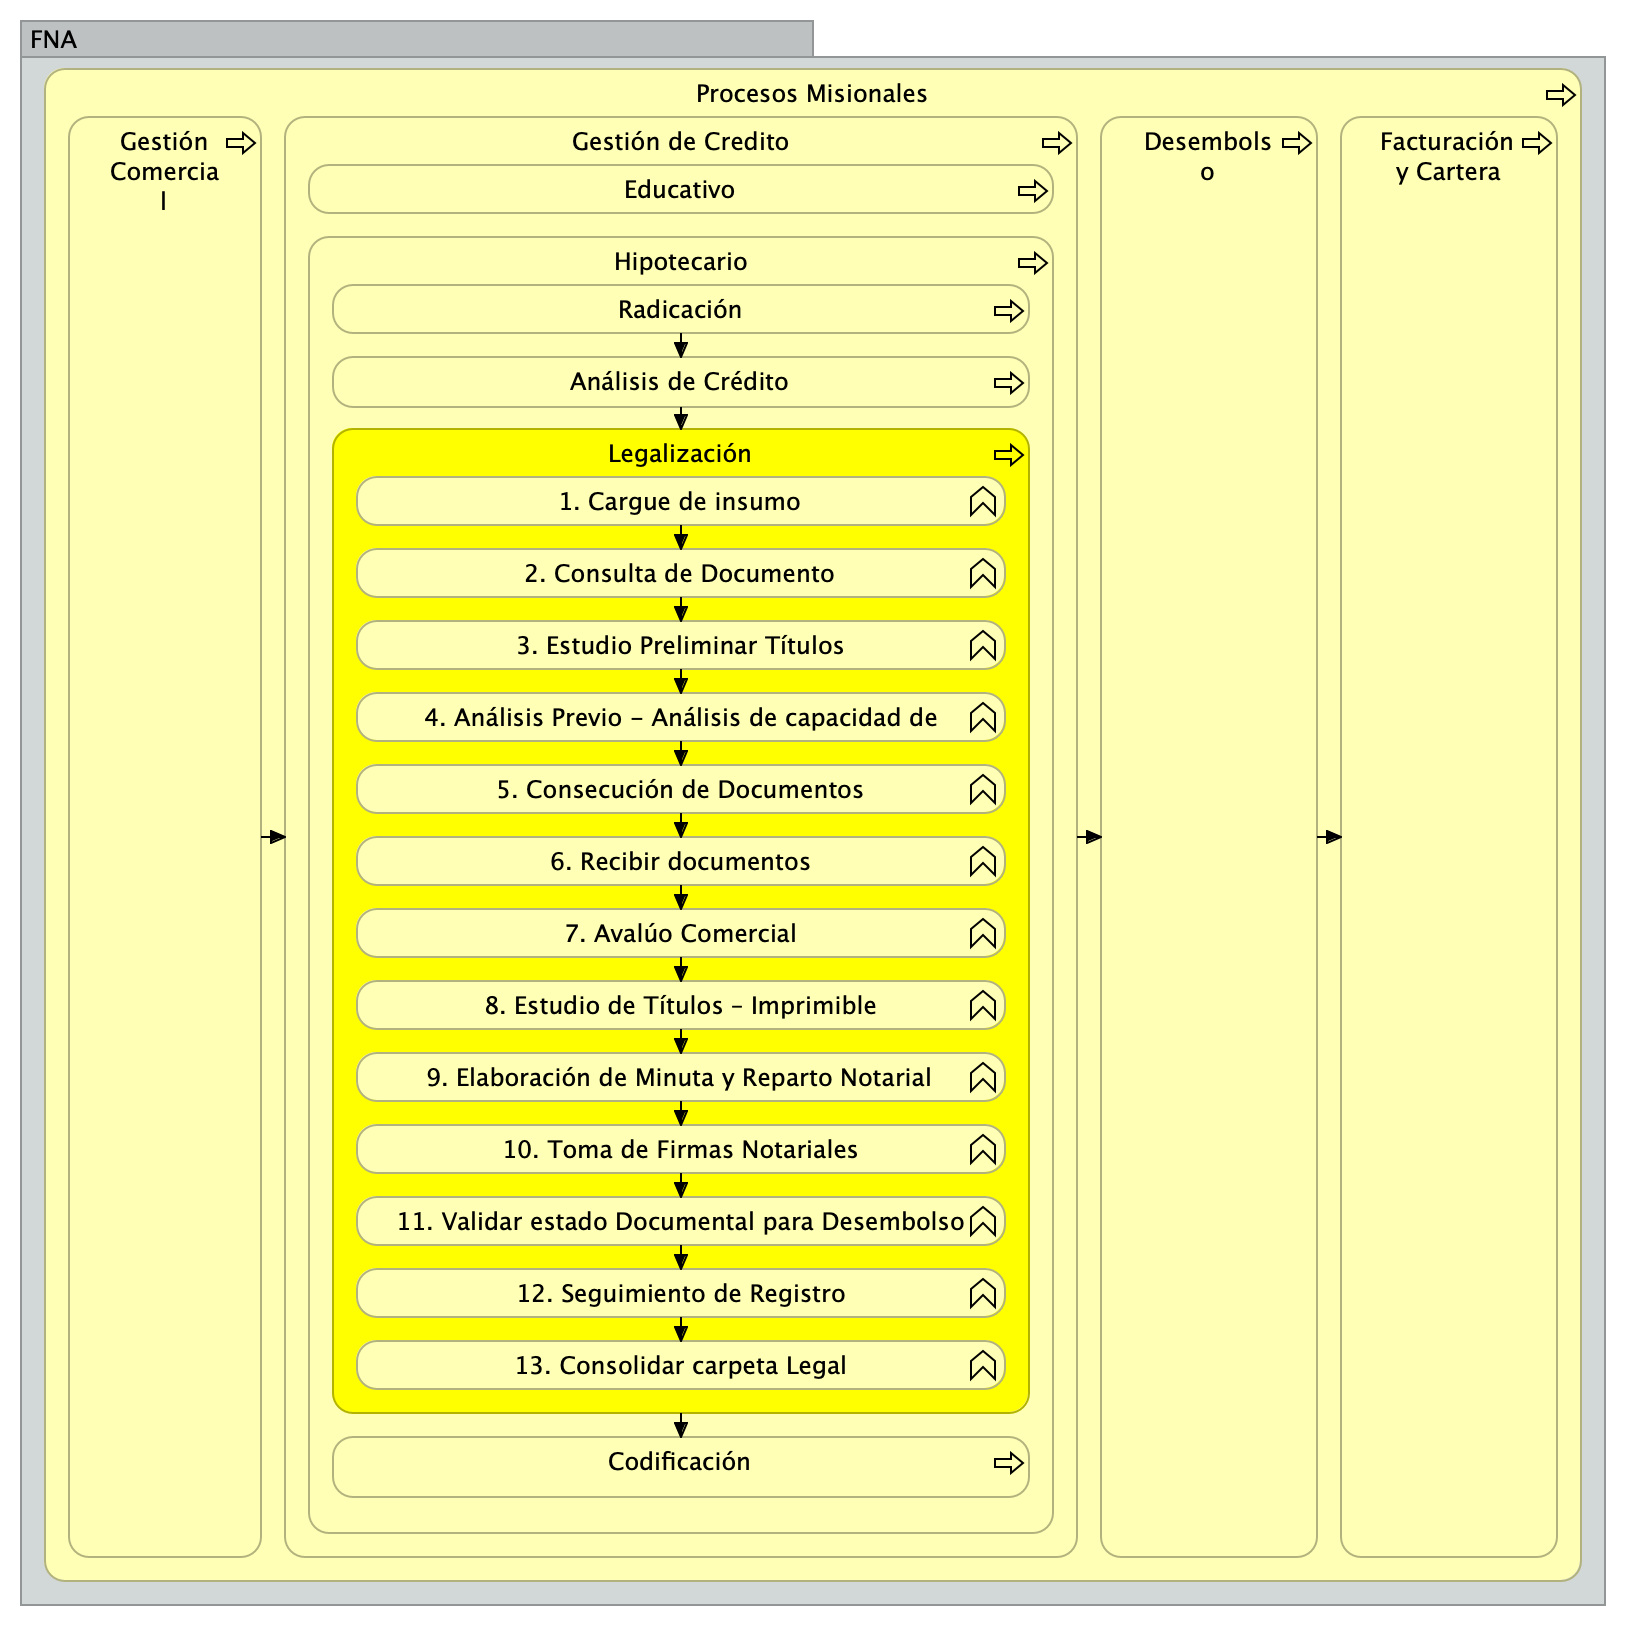 FNA
Procesos Misionales
Gestión
Comercia
l
Gestión de Credito
Educativo
Hipotecario
Radicación
Análisis de Crédito
Legalización
1. Cargue de insumo
2. Consulta de Documento
3. Estudio Preliminar Títulos
4. Análisis Previo - Análisis de capacidad de
5. Consecución de Documentos
6. Recibir documentos
7. Avalúo Comercial
8. Estudio de Títulos - Imprimible
9. Elaboración de Minuta y Reparto Notarial
10. Toma de Firmas Notariales
11. Validar estado Documental para Desembolso
12. Seguimiento de Registro
13. Consolidar carpeta Legal
Codificación
Desembols
o
Facturación
y Cartera